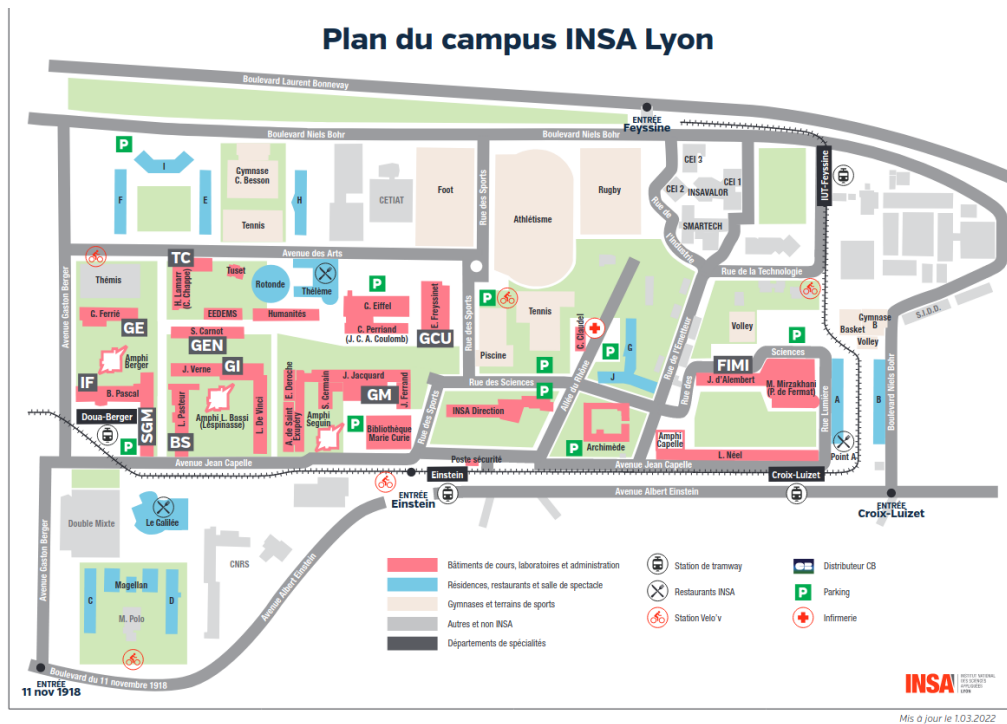 Plan du campus INSA Lyon
Boulevard Laurent Bonnevay
ENTRÉE
Feyssine
Boulevard Niels Bohr
Boulevard Niels Bohr
P
I
F
E
H
Gymnase
C. Besson
Tennis
CETIAT
Foot
Rue des Sports
Athlétisme
Rugby
CEI 3
CEI 2
CEI 1
INSAVALOR
SMARTECH
Rue de
l'industrie
IUT-Feyssine
Avenue des Arts
Rue de la Technologie
S.I.D.D.
Avenue Gaston Berger
Thémis
TC
H. Lamarr
(C. Chappe)
Tuset
Rotonde
Thélème
P
G. Eiffel
E. Freyssinet
C. Perriand
(J. C. A. Coulomb)
GCU
G. Ferrié
GE
EEDEMS
Humanités
S. Carnot
GEN
Rue des Sports
P
Tennis
Piscine
P
C. Claudel
P
G
J
Rue de l'Emetteur
Volley
P
Gymnase
B
Basket
Volley
Amphi
Berger
IF
B. Pascal
J. Verne
GI
L. Pasteur
Amphi L. Bassi
(Lespinasse)
L. De Vinci
E. Deroche
A. de Saint
Exupéry
S. Germain
Amphi
Seguin
J. Jacquard
GM
J. Ferrand
P
Bibliothèque
Marie Curie
Rue des Sports
Rue des Sciences
P
INSA Direction
Allée du Rhône
Archimède
P
FIMI
J. d'Alembert
Sciences
Rue des
M. Mirzakhani
(P. de Fermat)
Rue Lumière
A
B
Boulevard Niels Bohr
Doua-Berger
P
SGM
BS
Amphi
Capelle
L. Néel
Point A
Avenue Jean Capelle
Poste sécurité
Avenue Jean Capelle
Einstein
Croix-Luizet
ENTRÉE
Einstein
Avenue Albert Einstein
ENTRÉE
Croix-Luizet
Double Mixte
Le Galilée
CNRS
Avenue Gaston Berger
Avenue Albert Einstein
Magellan
C
D
M. Polo
Boulevard du 11 novembre 1918
ENTRÉE
11 nov 1918
Bâtiments de cours, laboratoires et administration
Résidences, restaurants et salle de spectacle
Gymnases et terrains de sports
Autres et non INSA
Départements de spécialités
Station de tramway
Restaurants INSA
Station Velo'v
Distributeur CB
P Parking
Infirmerie
INSA
INSTITUT NATIONAL
DES SCIENCES
APPLIQUÉES
LYON
Mis à jour le 1.03.2022